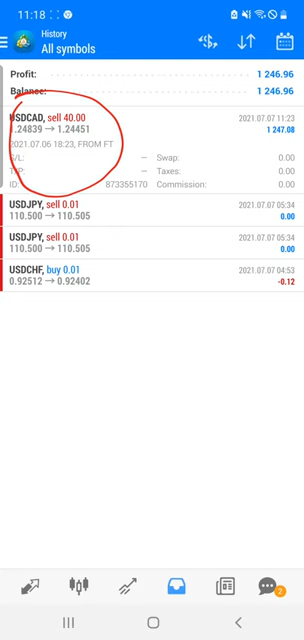 11:18
History
All symbols
Profit: 1 246.96
Balance: 1 246.96
USDCAD, sell 40.00 2021.07.07 11:23
1.24839 → 1.24451 1 247.08
2021.07.06 18:23, FROM FT
S/L: – Swap: 0.00
T/P: – Taxes: 0.00
ID: 873355170 Commission: 0.00
USDJPY, sell 0.01 2021.07.07 05:34
110.500 → 110.505 0.00
USDJPY, sell 0.01 2021.07.07 05:34
110.500 → 110.505 0.00
USDCHF, buy 0.01 2021.07.07 04:53
0.92512 → 0.92402 -0.12
2